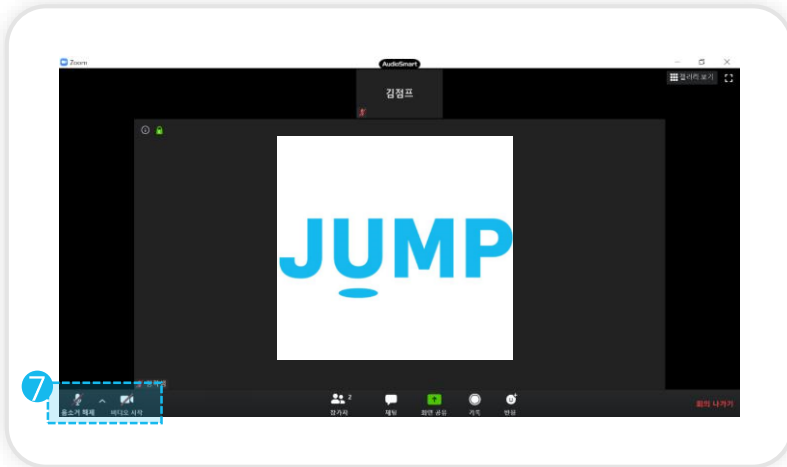 Zoom
AudioSmart
갤러리 보기
김점프
JUMP
7
음소거 해제
비디오 시작
2
참가자
채팅
화면 공유
기록
반응
회의 나가기